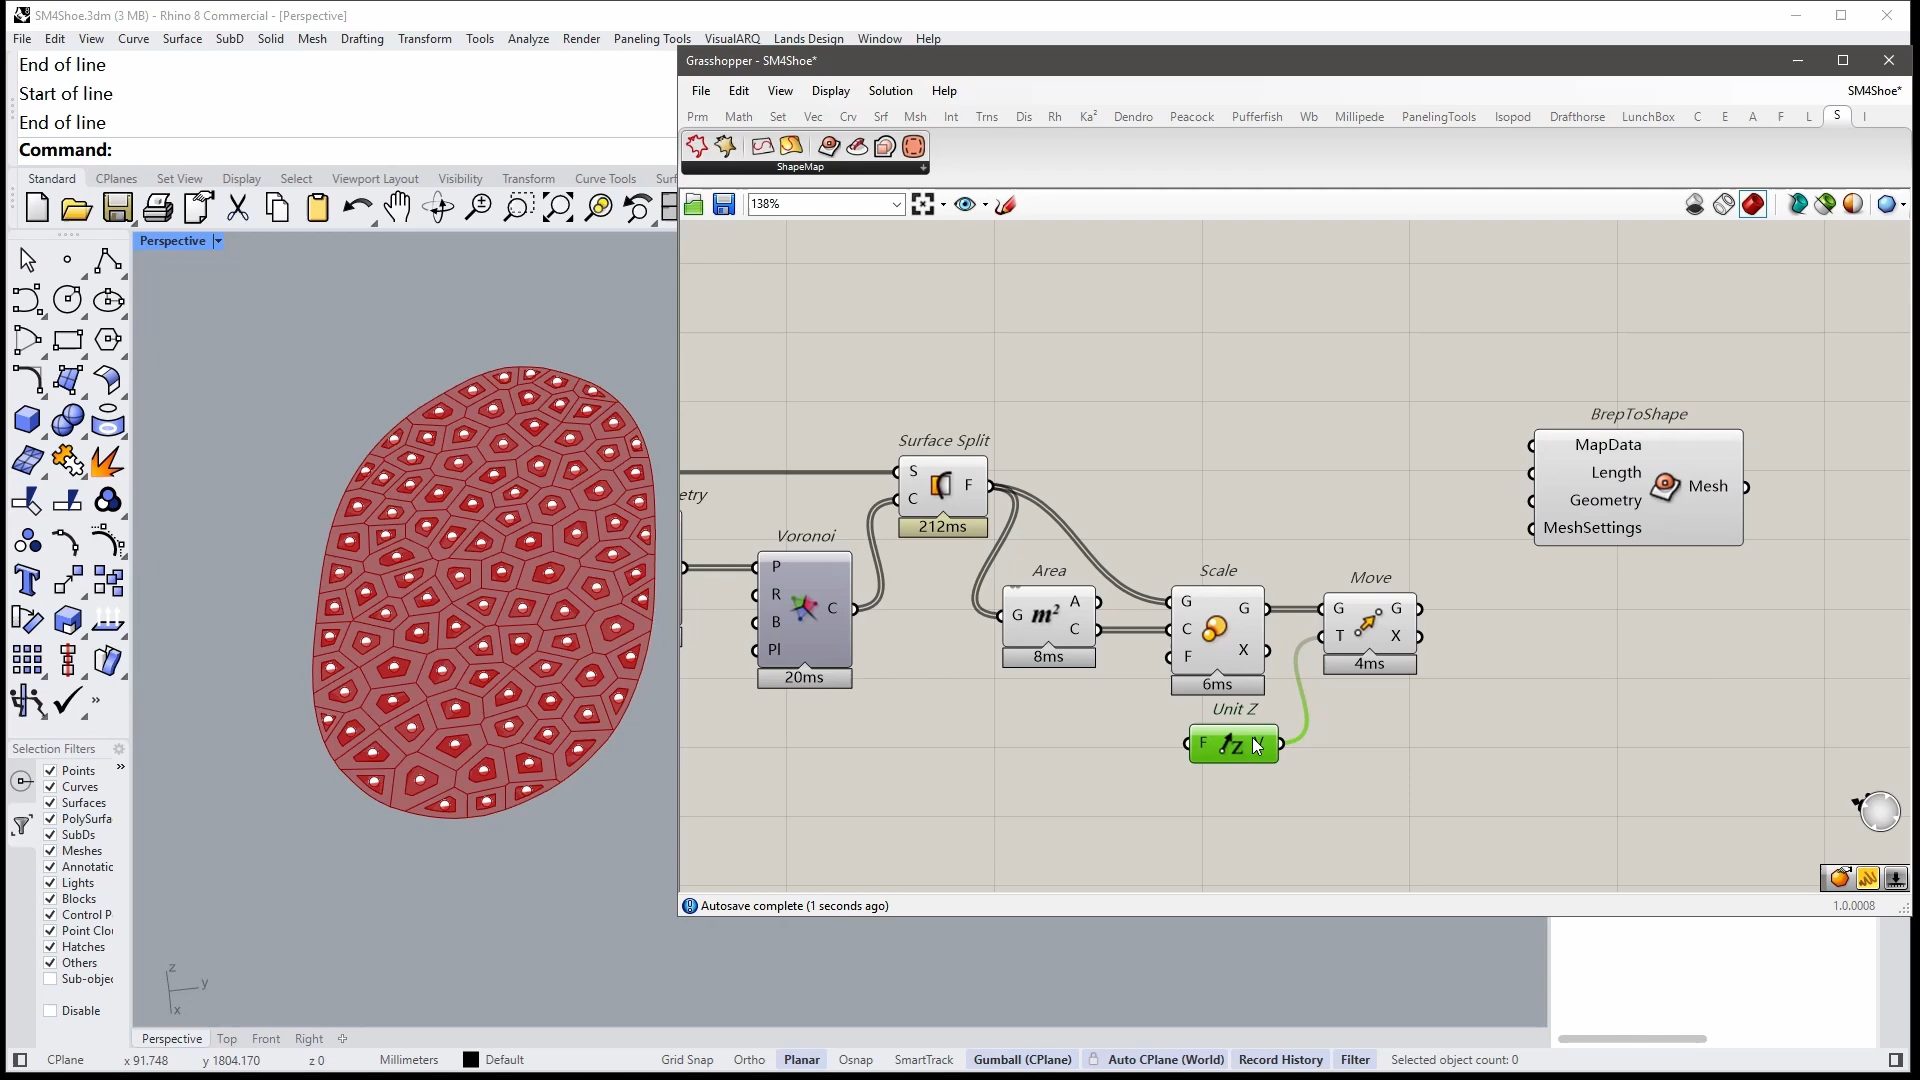 SM4Shoe.3dm (3 MB) - Rhino 8 Commercial - [Perspective]
File Edit View Curve Surface SubD Solid Mesh Drafting Transform Tools Analyze Render Paneling Tools VisualARQ Lands Design Window Help
End of line
Start of line
End of line
Command:
Standard CPlanes Set View Display Select Viewport Layout Visibility Transform Curve Tools Surf
Perspective
Grasshopper - SM4Shoe*
File Edit View Display Solution Help SM4Shoe*
Prm Math Set Vec Crv Srf Msh Int Trns Dis Rh Ka² Dendro Peacock Pufferfish Wb Millipede PanelingTools Isopod Drafthorse LunchBox C E A F L S I
ShapeMap
138%
BrepToShape
MapData
Length
Geometry
MeshSettings
Mesh
Surface Split
S
C
F
212ms
etry
Voronoi
P
R
B
Pl
C
20ms
Area
G m² A
C
8ms
Scale
G G
C
F X
6ms
Move
G G
T X
4ms
Unit Z
F Z V
Autosave complete (1 seconds ago)
1.0.0008
Selection Filters
Points
Curves
Surfaces
PolySurfa
SubDs
Meshes
Annotatic
Lights
Blocks
Control P
Point Clou
Hatches
Others
Sub-objec
Disable
z
y
x
Perspective Top Front Right
CPlane x 91.748 y 1804.170 z 0 Millimeters Default Grid Snap Ortho Planar Osnap SmartTrack Gumball (CPlane) Auto CPlane (World) Record History Filter Selected object count: 0